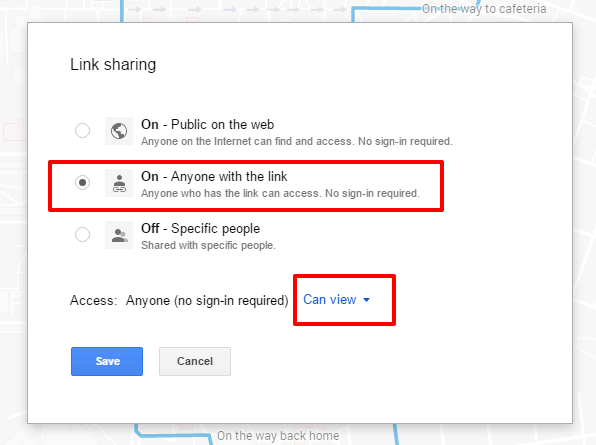 On the way to cafeteria
Link sharing
On - Public on the web
Anyone on the Internet can find and access. No sign-in required.
On - Anyone with the link
Anyone who has the link can access. No sign-in required.
Off - Specific people
Shared with specific people.
Access: Anyone (no sign-in required) Can view
Save Cancel
On the way back home